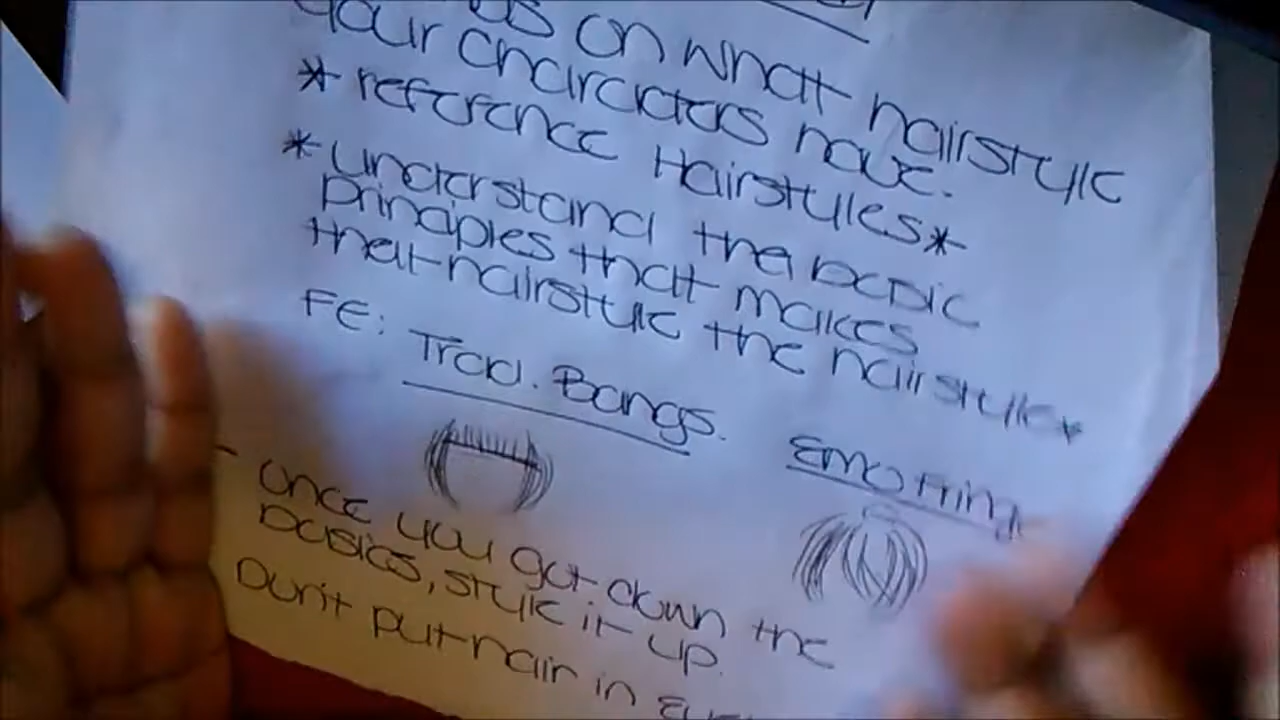 on what hairstyle
your characters have.
* reference Hairstyles *
* understand the basic
principles that makes
that hairstyle the hairstyle*
FE: Trad. Bangs. Emo Fring
- Once you got down the
basics, style it up.
Don't put hair in